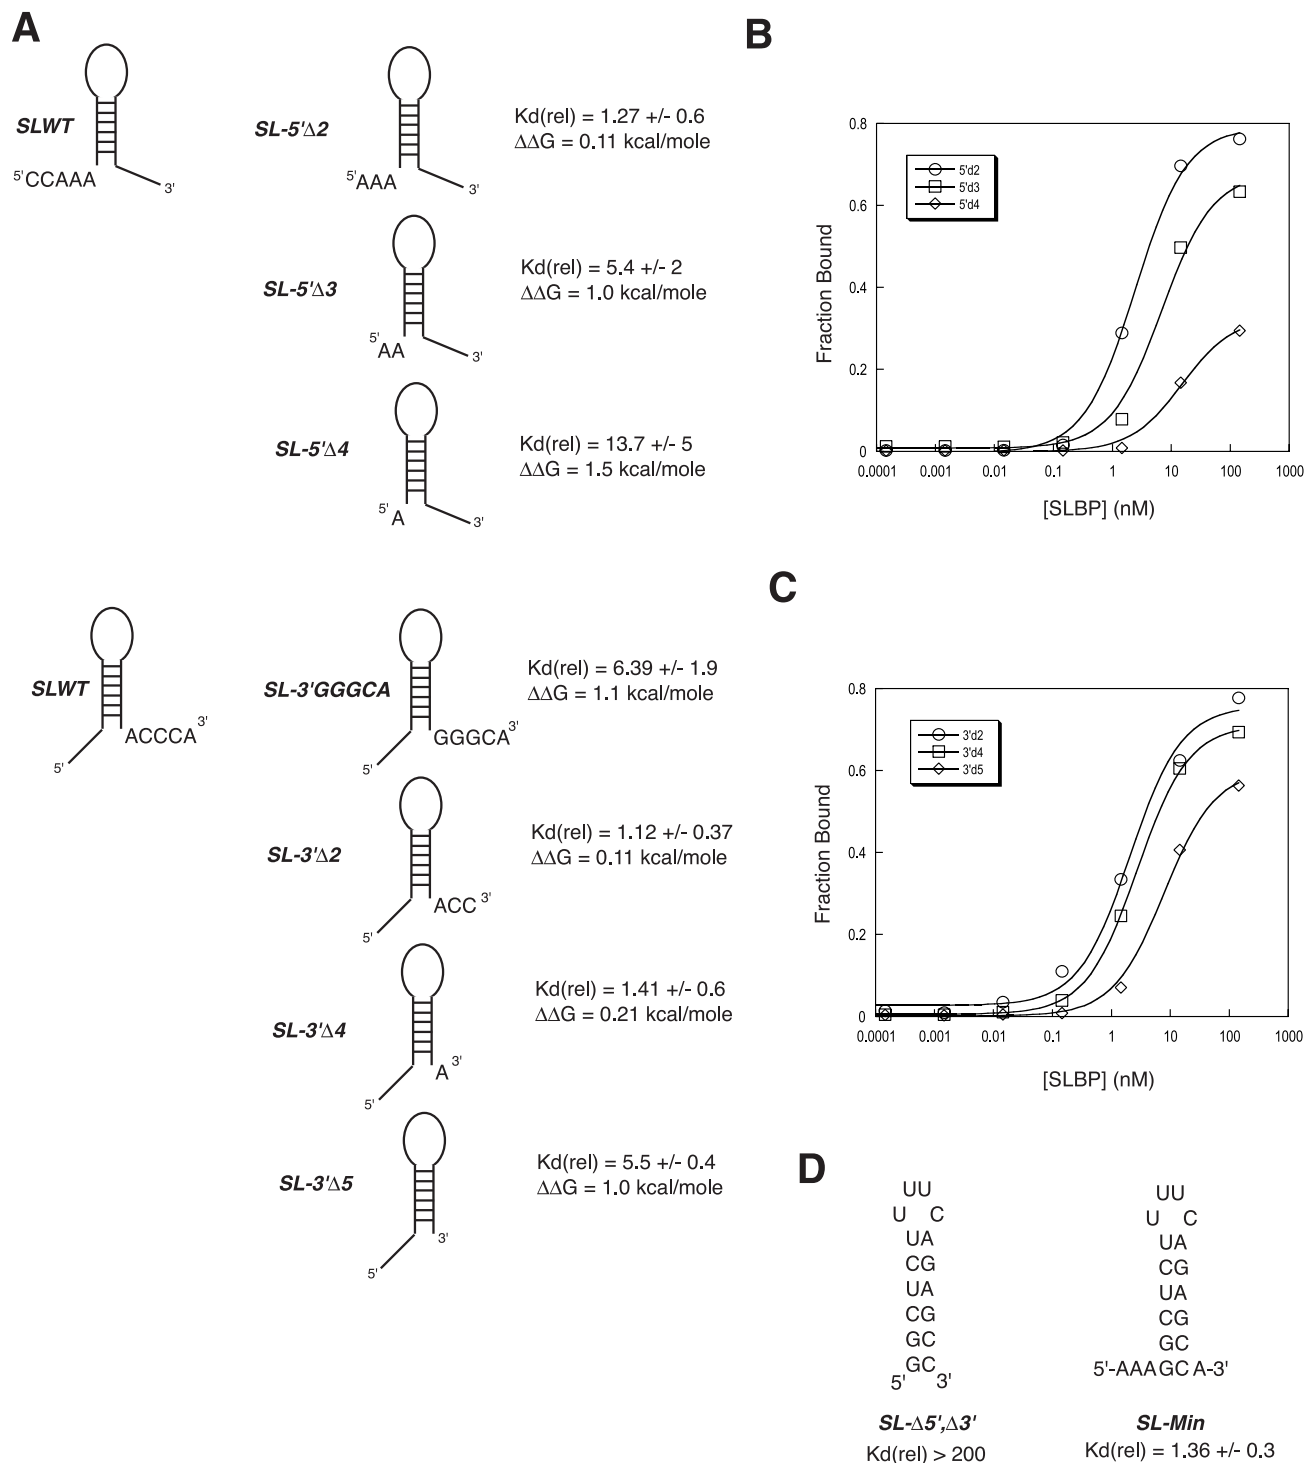 A
SLWT
5'CCAAA
3'
SL-5'Δ2
5'AAA
3'
Kd(rel) = 1.27 +/- 0.6
ΔΔG = 0.11 kcal/mole
SL-5'Δ3
5'AA
3'
Kd(rel) = 5.4 +/- 2
ΔΔG = 1.0 kcal/mole
SL-5'Δ4
5'A
3'
Kd(rel) = 13.7 +/- 5
ΔΔG = 1.5 kcal/mole
SLWT
ACCCA 3'
5'
SL-3'GGGCA
GGGCA3'
5'
Kd(rel) = 6.39 +/- 1.9
ΔΔG = 1.1 kcal/mole
SL-3'Δ2
ACC 3'
5'
Kd(rel) = 1.12 +/- 0.37
ΔΔG = 0.11 kcal/mole
SL-3'Δ4
A 3'
5'
Kd(rel) = 1.41 +/- 0.6
ΔΔG = 0.21 kcal/mole
SL-3'Δ5
3'
5'
Kd(rel) = 5.5 +/- 0.4
ΔΔG = 1.0 kcal/mole
B
Fraction Bound
0.8
0.6
0.4
0.2
0
5'd2
5'd3
5'd4
0.0001 0.001 0.01 0.1 1 10 100 1000
[SLBP] (nM)
C
Fraction Bound
0.8
0.6
0.4
0.2
0
3'd2
3'd4
3'd5
0.0001 0.001 0.01 0.1 1 10 100 1000
[SLBP] (nM)
D
UU
U C
UA
CG
UA
CG
GC
GC
5' 3'
SL-Δ5',Δ3'
Kd(rel) > 200
UU
U C
UA
CG
UA
CG
GC
5'-AAAGCA-3'
SL-Min
Kd(rel) = 1.36 +/- 0.3